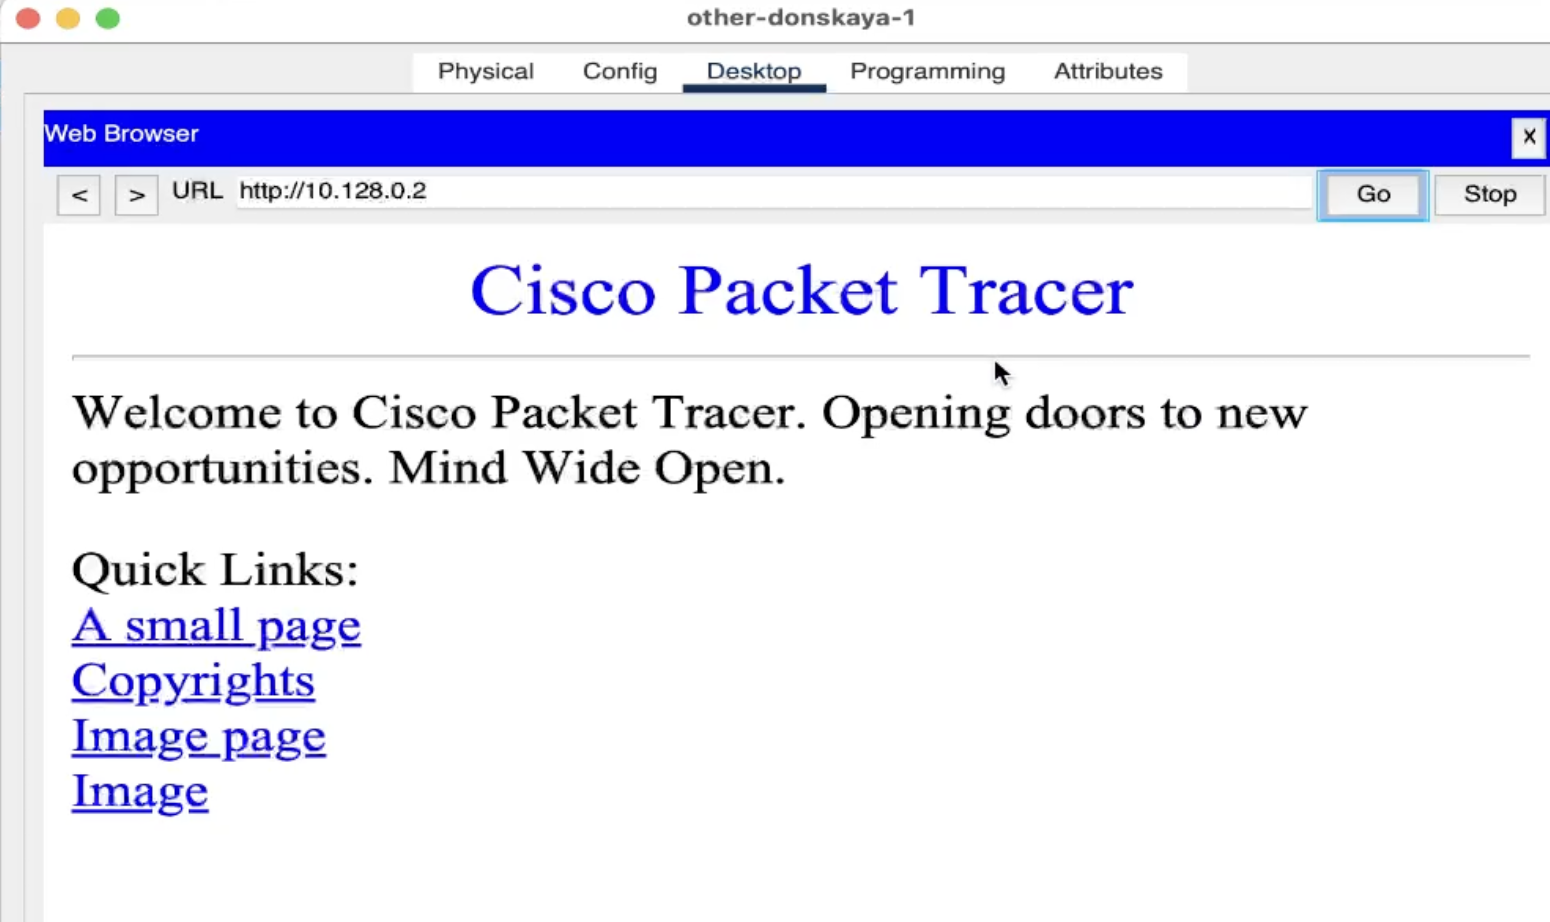 other-donskaya-1
Physical Config Desktop Programming Attributes
Web Browser X
< > URL http://10.128.0.2 Go Stop
Cisco Packet Tracer
Welcome to Cisco Packet Tracer. Opening doors to new
opportunities. Mind Wide Open.
Quick Links:
A small page
Copyrights
Image page
Image